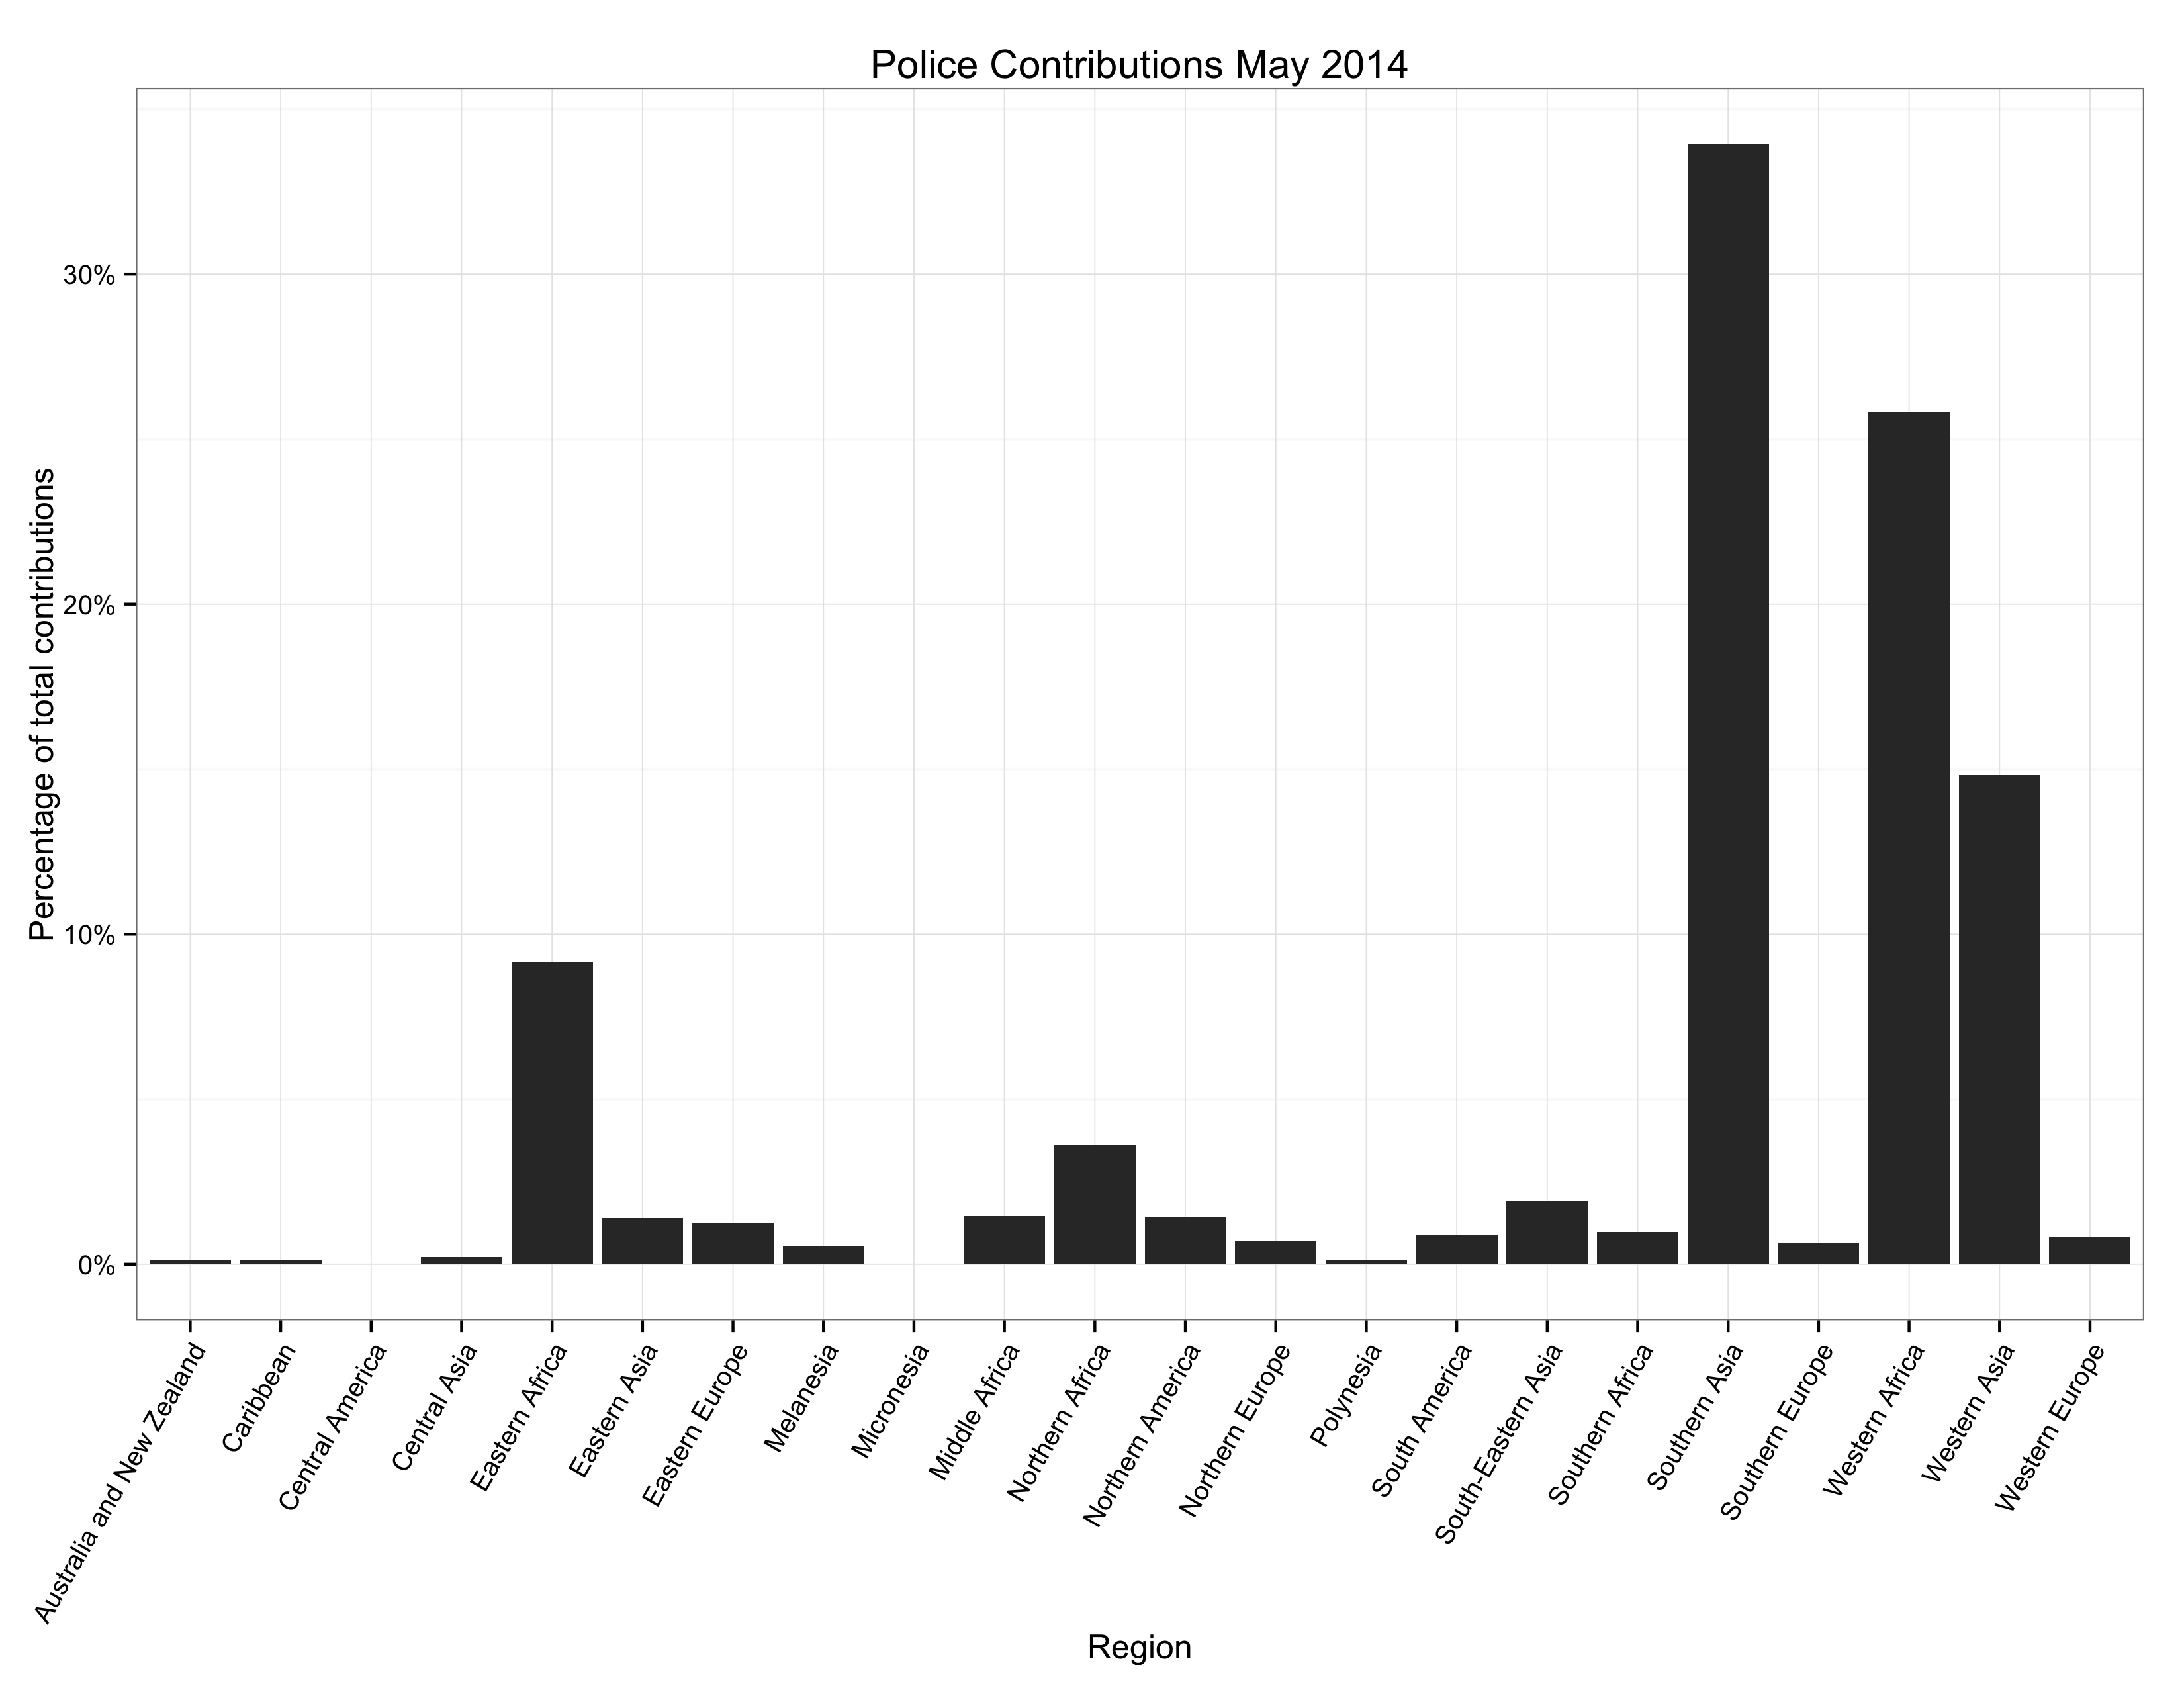 Police Contributions May 2014
Percentage of total contributions
30%
20%
10%
0%
Australia and New Zealand
Caribbean
Central America
Central Asia
Eastern Africa
Eastern Asia
Eastern Europe
Melanesia
Micronesia
Middle Africa
Northern Africa
Northern America
Northern Europe
Polynesia
South America
South-Eastern Asia
Southern Africa
Southern Asia
Southern Europe
Western Africa
Western Asia
Western Europe
Region